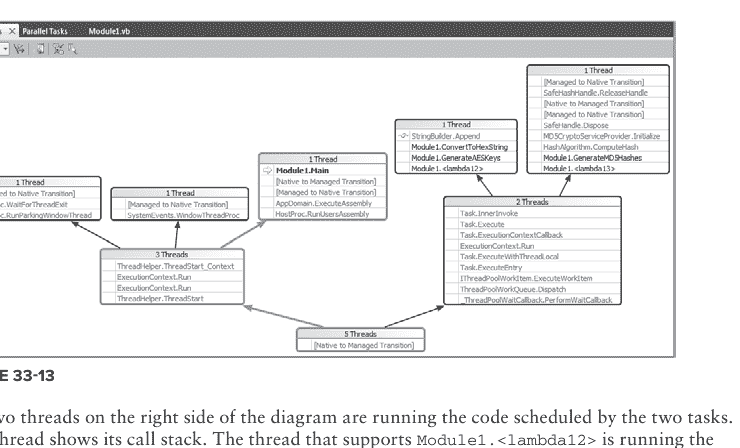 Parallel Tasks Module1.vb
1 Thread
[Managed to Native Transition]
SafeHashHandle.ReleaseHandle
[Native to Managed Transition]
[Managed to Native Transition]
SafeHandle.Dispose
MD5CryptoServiceProvider.Initialize
HashAlgorithm.ComputeHash
Module1.GenerateMD5Hashes
Module1.<lambda13>
1 Thread
StringBuilder.Append
Module1.ConvertToHexString
Module1.GenerateAESKeys
Module1.<lambda12>
1 Thread
Module1.Main
[Native to Managed Transition]
[Managed to Native Transition]
AppDomain.ExecuteAssembly
HostProc.RunUsersAssembly
1 Thread
ed to Native Transition]
c.WaitForThreadExit
oc.RunParkingWindowThread
1 Thread
[Managed to Native Transition]
SystemEvents.WindowThreadProc
2 Threads
Task.InnerInvoke
Task.Execute
Task.ExecutionContextCallback
ExecutionContext.Run
Task.ExecuteWithThreadLocal
Task.ExecuteEntry
IThreadPoolWorkItem.ExecuteWorkItem
ThreadPoolWorkQueue.Dispatch
_ThreadPoolWaitCallback.PerformWaitCallback
3 Threads
ThreadHelper.ThreadStart_Context
ExecutionContext.Run
ExecutionContext.Run
ThreadHelper.ThreadStart
5 Threads
[Native to Managed Transition]
E 33-13
wo threads on the right side of the diagram are running the code scheduled by the two tasks.
hread shows its call stack. The thread that supports Module1.<lambda12> is running the